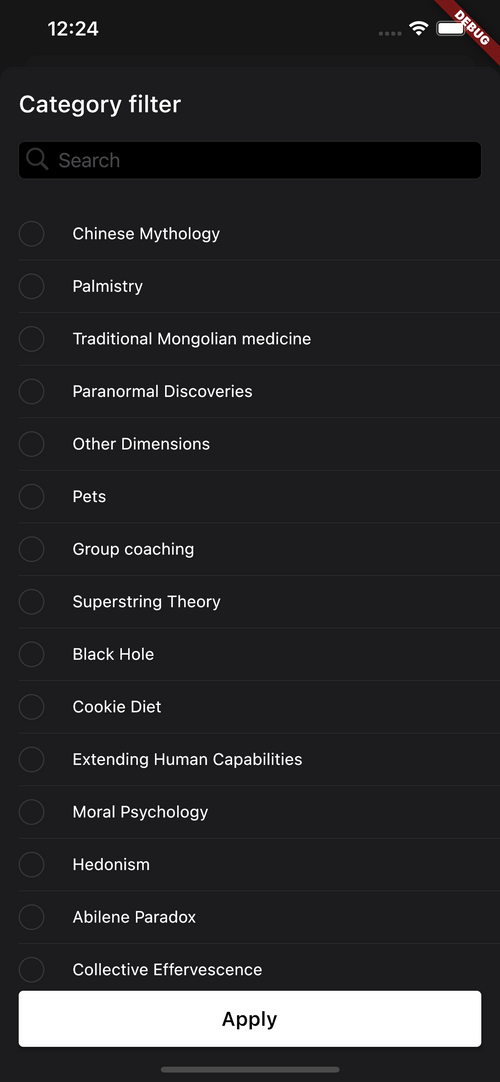 12:24
DEBUG
Category filter
Search
Chinese Mythology
Palmistry
Traditional Mongolian medicine
Paranormal Discoveries
Other Dimensions
Pets
Group coaching
Superstring Theory
Black Hole
Cookie Diet
Extending Human Capabilities
Moral Psychology
Hedonism
Abilene Paradox
Collective Effervescence
Apply